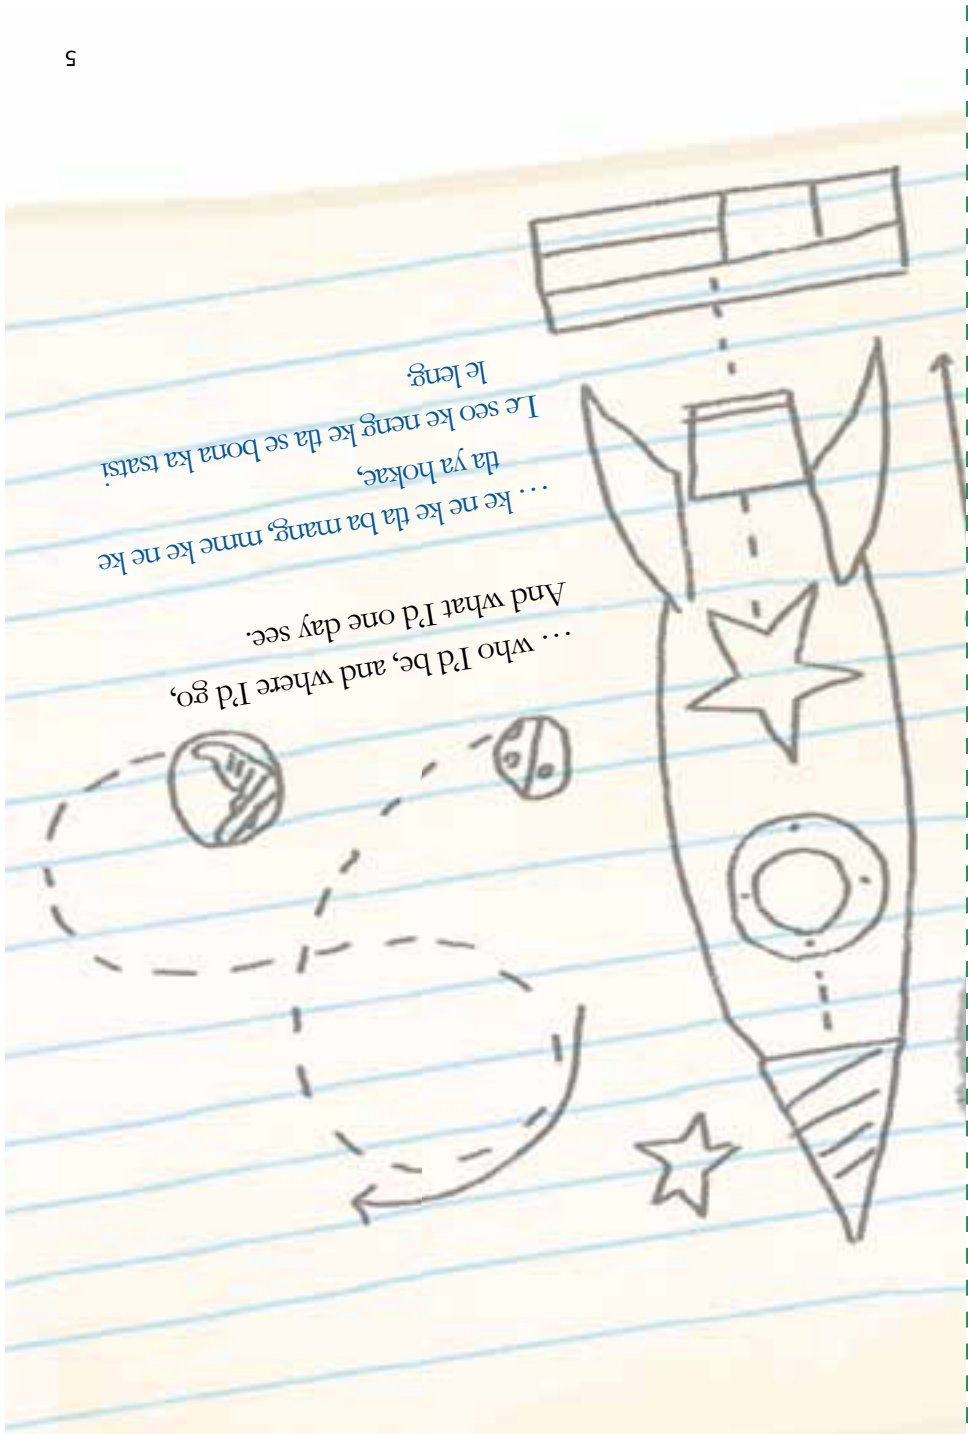 … who I’d be, and where I’d go,
And what I’d one day see.
… ke ne ke tla ba mang, mme ke ne ke
tla ya hokae,
Le seo ke neng ke tla se bona ka tsatsi
le leng.
5